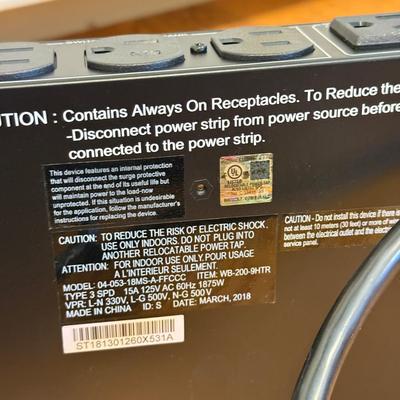 UTION : Contains Always On Receptacles. To Reduce the
-Disconnect power strip from power source before
connected to the power strip.
This device features an internal protection
that will disconnect the surge protective
component at the end of its useful life but
will maintain power to the load-now
unprotected. If this situation is undesirable
for the application, follow the manufacturer's
instructions for replacing the device.
UL
CAUTION: TO REDUCE THE RISK OF ELECTRIC SHOCK,
USE ONLY INDOORS. DO NOT PLUG INTO
ANOTHER RELOCATABLE POWER TAP.
ATTENTION: FOR INDOOR USE ONLY. POUR USAGE
A L'INTERIEUR SEULEMENT.
MODEL: 04-053-18MS-A-FFCCC ITEM: WB-200-9HTR
TYPE 3 SPD 15A 125V AC 60Hz 1875W
VPR: L-N 330V, L-G 500V, N-G 500 V
MADE IN CHINA ID: S DATE: MARCH, 2018
ST181301260X531A
CAUTION:- Do not install this device if there is
not at least 10 meters (30 feet) or more of wire
between the electrical outlet and the electric
service panel.